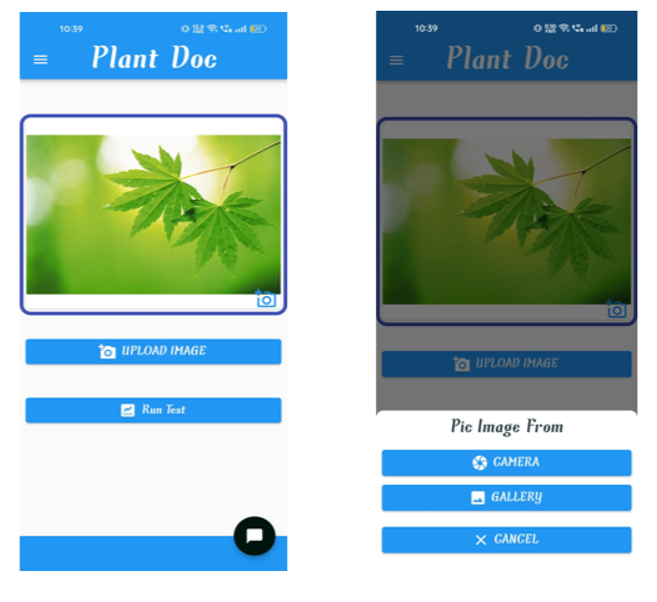 10:39
Plant Doc
UPLOAD IMAGE
Run Test
10:39
Plant Doc
UPLOAD IMAGE
Pic Image From
CAMERA
GALLERY
CANCEL